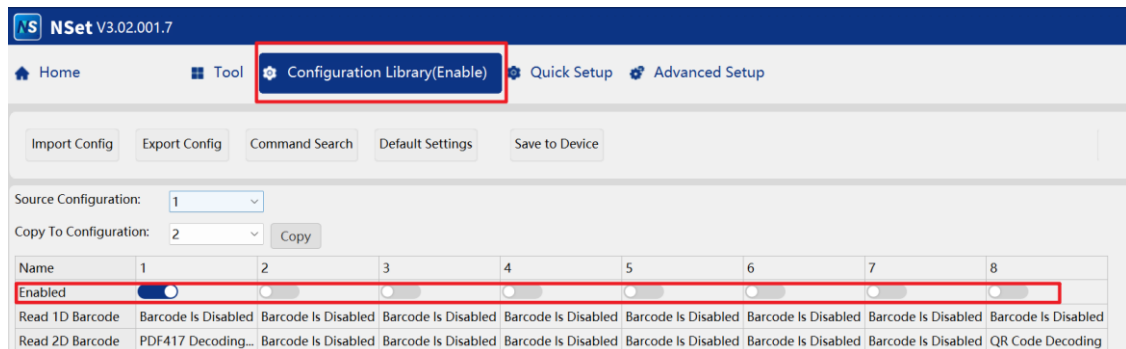 NS NSet V3.02.001.7
Home Tool Configuration Library(Enable) Quick Setup Advanced Setup
Import Config Export Config Command Search Default Settings Save to Device
Source Configuration: 1
Copy To Configuration: 2 Copy
Name 1 2 3 4 5 6 7 8
Enabled
Read 1D Barcode Barcode Is Disabled Barcode Is Disabled Barcode Is Disabled Barcode Is Disabled Barcode Is Disabled Barcode Is Disabled Barcode Is Disabled Barcode Is Disabled
Read 2D Barcode PDF417 Decoding... Barcode Is Disabled Barcode Is Disabled Barcode Is Disabled Barcode Is Disabled Barcode Is Disabled Barcode Is Disabled QR Code Decoding